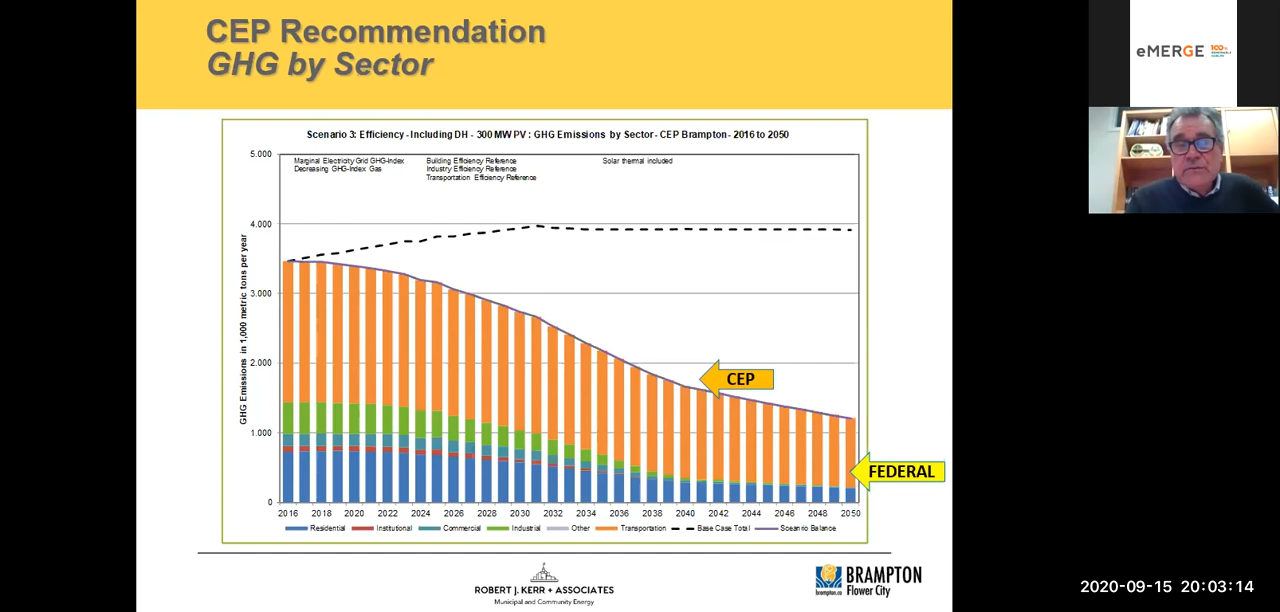 CEP Recommendation
GHG by Sector
Scenario 3: Efficiency - Including DH - 300 MW PV : GHG Emissions by Sector - CEP Brampton - 2016 to 2050
Marginal Electricity Grid GHG-Index
Decreasing GHG-Index Gas
Building Efficiency Reference
Industry Efficiency Reference
Transportation Efficiency Reference
Solar thermal included
GHG Emissions in 1,000 metric tons per year
5.000
4.000
3.000
2.000
1.000
0
2016 2018 2020 2022 2024 2026 2028 2030 2032 2034 2036 2038 2040 2042 2044 2046 2048 2050
CEP
FEDERAL
Residential Institutional Commercial Industrial Other Transportation Base Case Total Scenario Balance
ROBERT J. KERR + ASSOCIATES
Municipal and Community Energy
brampton.ca
BRAMPTON
Flower City
eMERGE
100%
2020-09-15 20:03:14